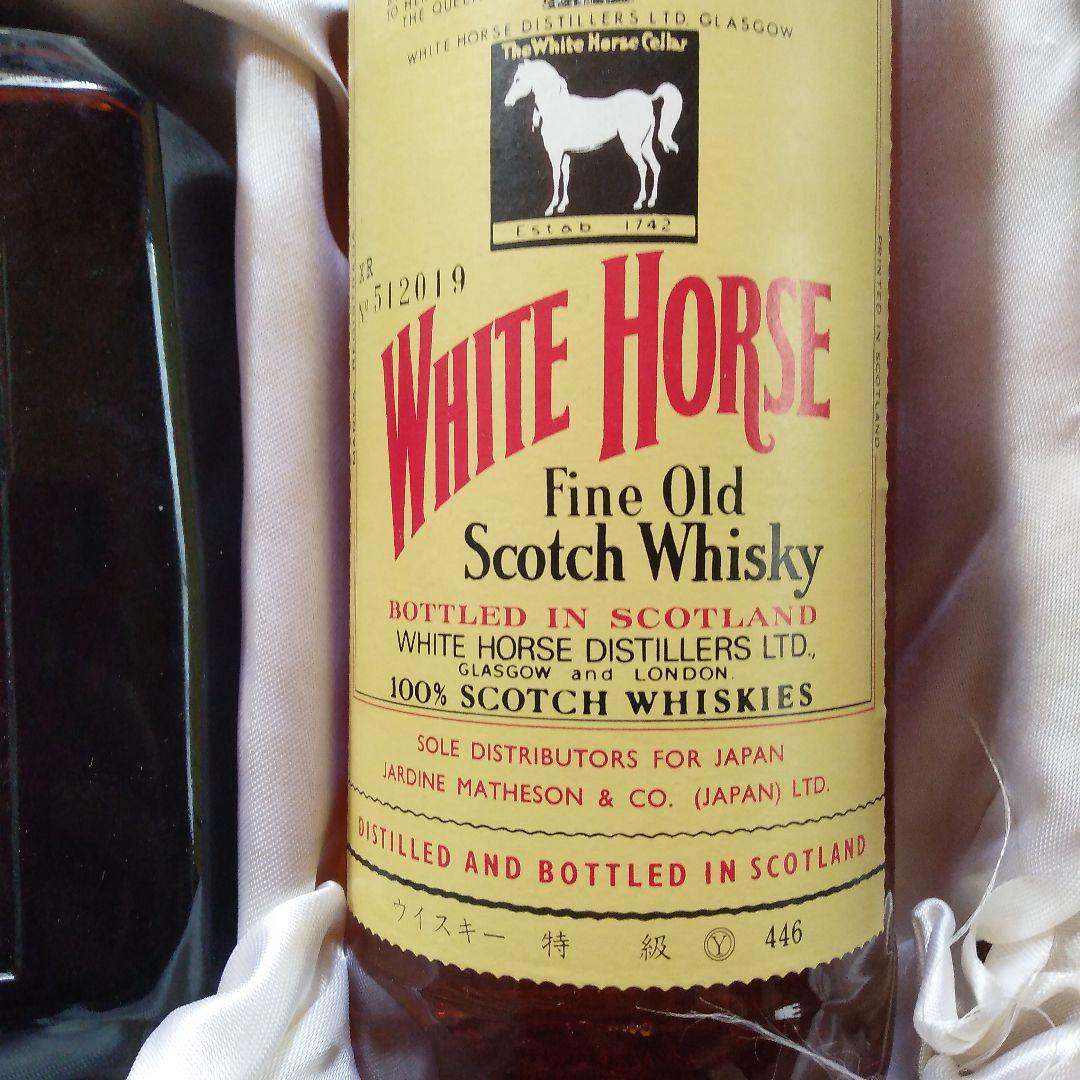 THE QUEEN
WHITE HORSE DISTILLERS LTD. GLASGOW
The White Horse Cellar
Estab 1742
XR
Nº 512019
WHITE HORSE
Fine Old
Scotch Whisky
BOTTLED IN SCOTLAND
WHITE HORSE DISTILLERS LTD.,
GLASGOW and LONDON.
100% SCOTCH WHISKIES
SOLE DISTRIBUTORS FOR JAPAN
JARDINE MATHESON & CO. (JAPAN) LTD.
DISTILLED AND BOTTLED IN SCOTLAND
ウイスキー 特 級 Ⓨ 446
PRINTED IN SCOTLAND